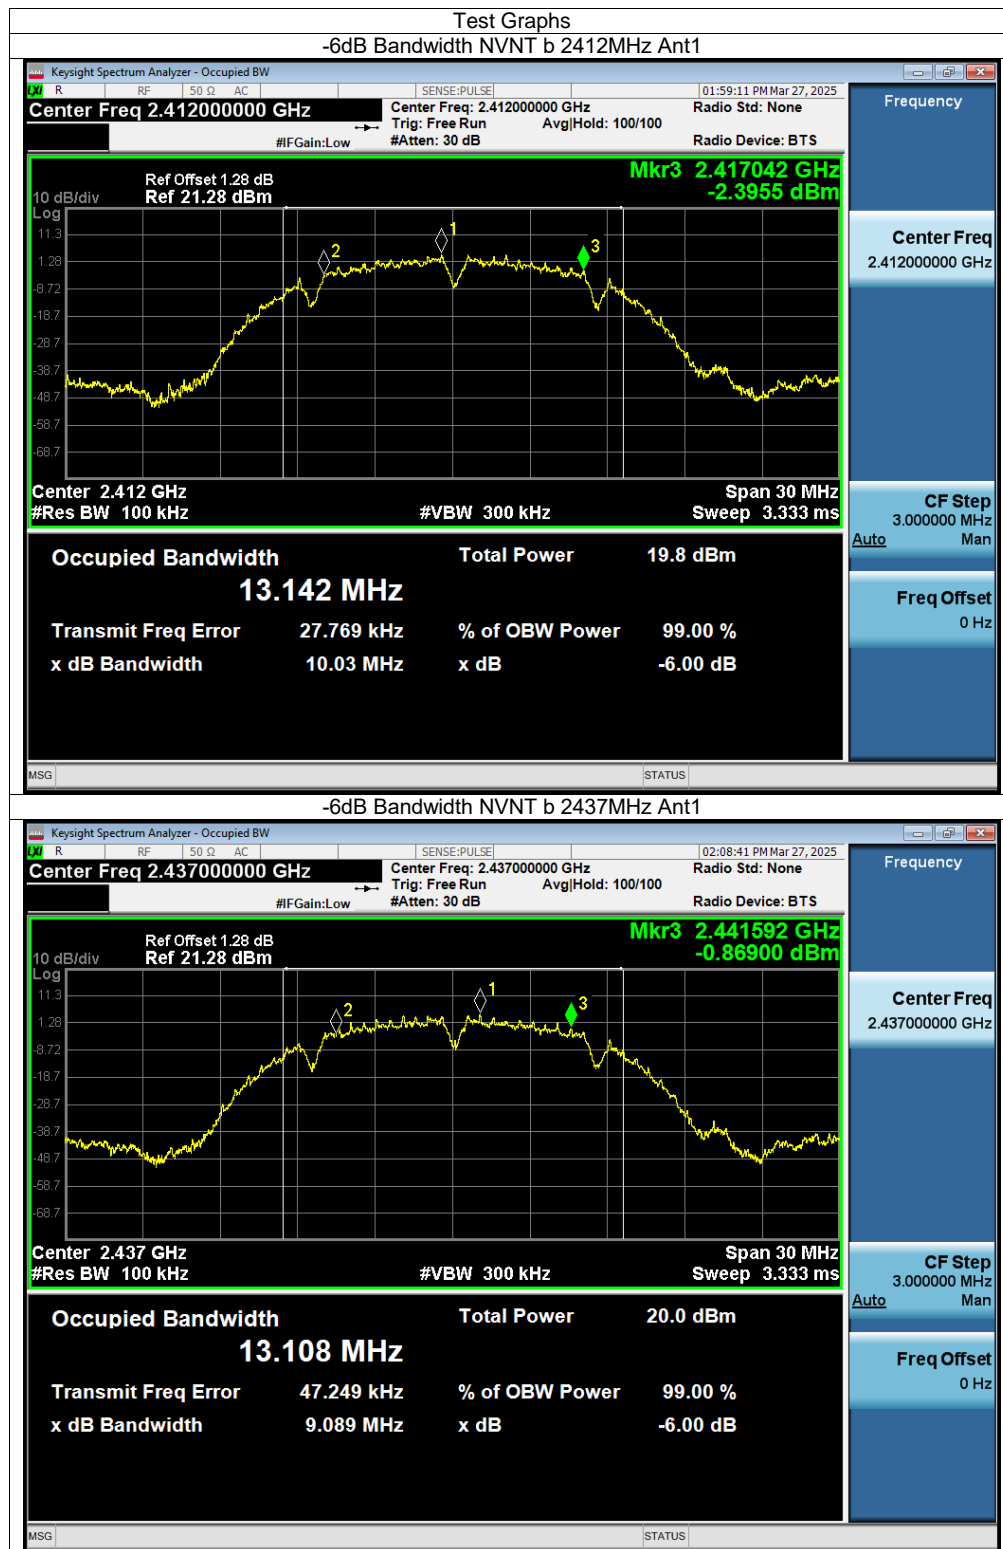 Test Graphs
-6dB Bandwidth NVNT b 2412MHz Ant1
Keysight Spectrum Analyzer - Occupied BW
LXI R RF 50 Ω AC SENSE:PULSE 01:59:11 PM Mar 27, 2025
Center Freq 2.412000000 GHz
Center Freq: 2.412000000 GHz Radio Std: None
Trig: Free Run Avg|Hold: 100/100
#IFGain:Low #Atten: 30 dB Radio Device: BTS
Frequency
Mkr3 2.417042 GHz
-2.3955 dBm
Ref Offset 1.28 dB
10 dB/div Ref 21.28 dBm
Log
11.3
1.28
-8.72
-18.7
-28.7
-38.7
-48.7
-58.7
-68.7
2
1
3
Center 2.412 GHz Span 30 MHz
#Res BW 100 kHz #VBW 300 kHz Sweep 3.333 ms
Center Freq
2.412000000 GHz
CF Step
3.000000 MHz
Auto Man
Freq Offset
0 Hz
Occupied Bandwidth Total Power 19.8 dBm
13.142 MHz
Transmit Freq Error 27.769 kHz % of OBW Power 99.00 %
x dB Bandwidth 10.03 MHz x dB -6.00 dB
MSG STATUS
-6dB Bandwidth NVNT b 2437MHz Ant1
Keysight Spectrum Analyzer - Occupied BW
LXI R RF 50 Ω AC SENSE:PULSE 02:08:41 PM Mar 27, 2025
Center Freq 2.437000000 GHz
Center Freq: 2.437000000 GHz Radio Std: None
Trig: Free Run Avg|Hold: 100/100
#IFGain:Low #Atten: 30 dB Radio Device: BTS
Frequency
Mkr3 2.441592 GHz
-0.86900 dBm
Ref Offset 1.28 dB
10 dB/div Ref 21.28 dBm
Log
11.3
1.28
-8.72
-18.7
-28.7
-38.7
-48.7
-58.7
-68.7
2
1
3
Center 2.437 GHz Span 30 MHz
#Res BW 100 kHz #VBW 300 kHz Sweep 3.333 ms
Center Freq
2.437000000 GHz
CF Step
3.000000 MHz
Auto Man
Freq Offset
0 Hz
Occupied Bandwidth Total Power 20.0 dBm
13.108 MHz
Transmit Freq Error 47.249 kHz % of OBW Power 99.00 %
x dB Bandwidth 9.089 MHz x dB -6.00 dB
MSG STATUS